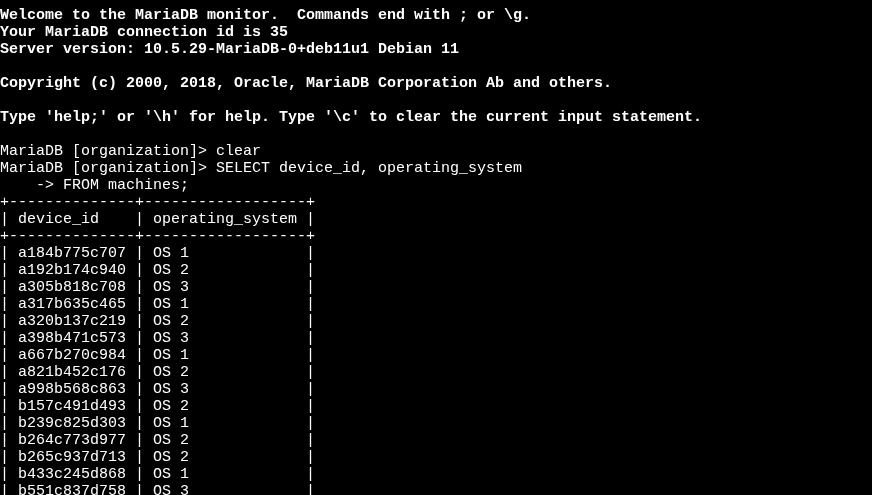 Welcome to the MariaDB monitor.  Commands end with ; or \g.
Your MariaDB connection id is 35
Server version: 10.5.29-MariaDB-0+deb11u1 Debian 11
Copyright (c) 2000, 2018, Oracle, MariaDB Corporation Ab and others.
Type 'help;' or '\h' for help. Type '\c' to clear the current input statement.
MariaDB [organization]> clear
MariaDB [organization]> SELECT device_id, operating_system
    -> FROM machines;
+--------------+------------------+
| device_id    | operating_system |
+--------------+------------------+
| a184b775c707 | OS 1             |
| a192b174c940 | OS 2             |
| a305b818c708 | OS 3             |
| a317b635c465 | OS 1             |
| a320b137c219 | OS 2             |
| a398b471c573 | OS 3             |
| a667b270c984 | OS 1             |
| a821b452c176 | OS 2             |
| a998b568c863 | OS 3             |
| b157c491d493 | OS 2             |
| b239c825d303 | OS 1             |
| b264c773d977 | OS 2             |
| b265c937d713 | OS 2             |
| b433c245d868 | OS 1             |
| b551c837d758 | OS 3             |